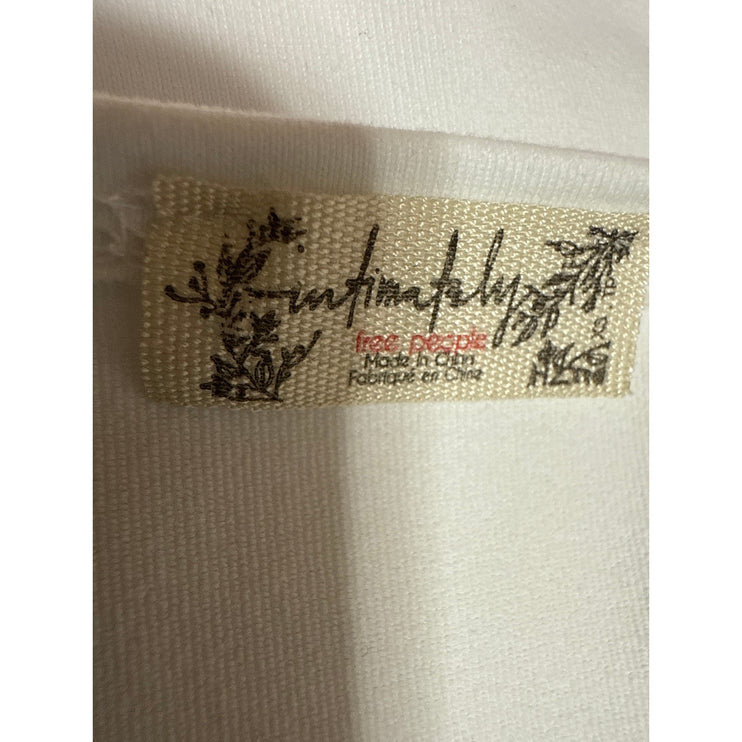 intimately
free people
Made in China
Fabriqué en Chine